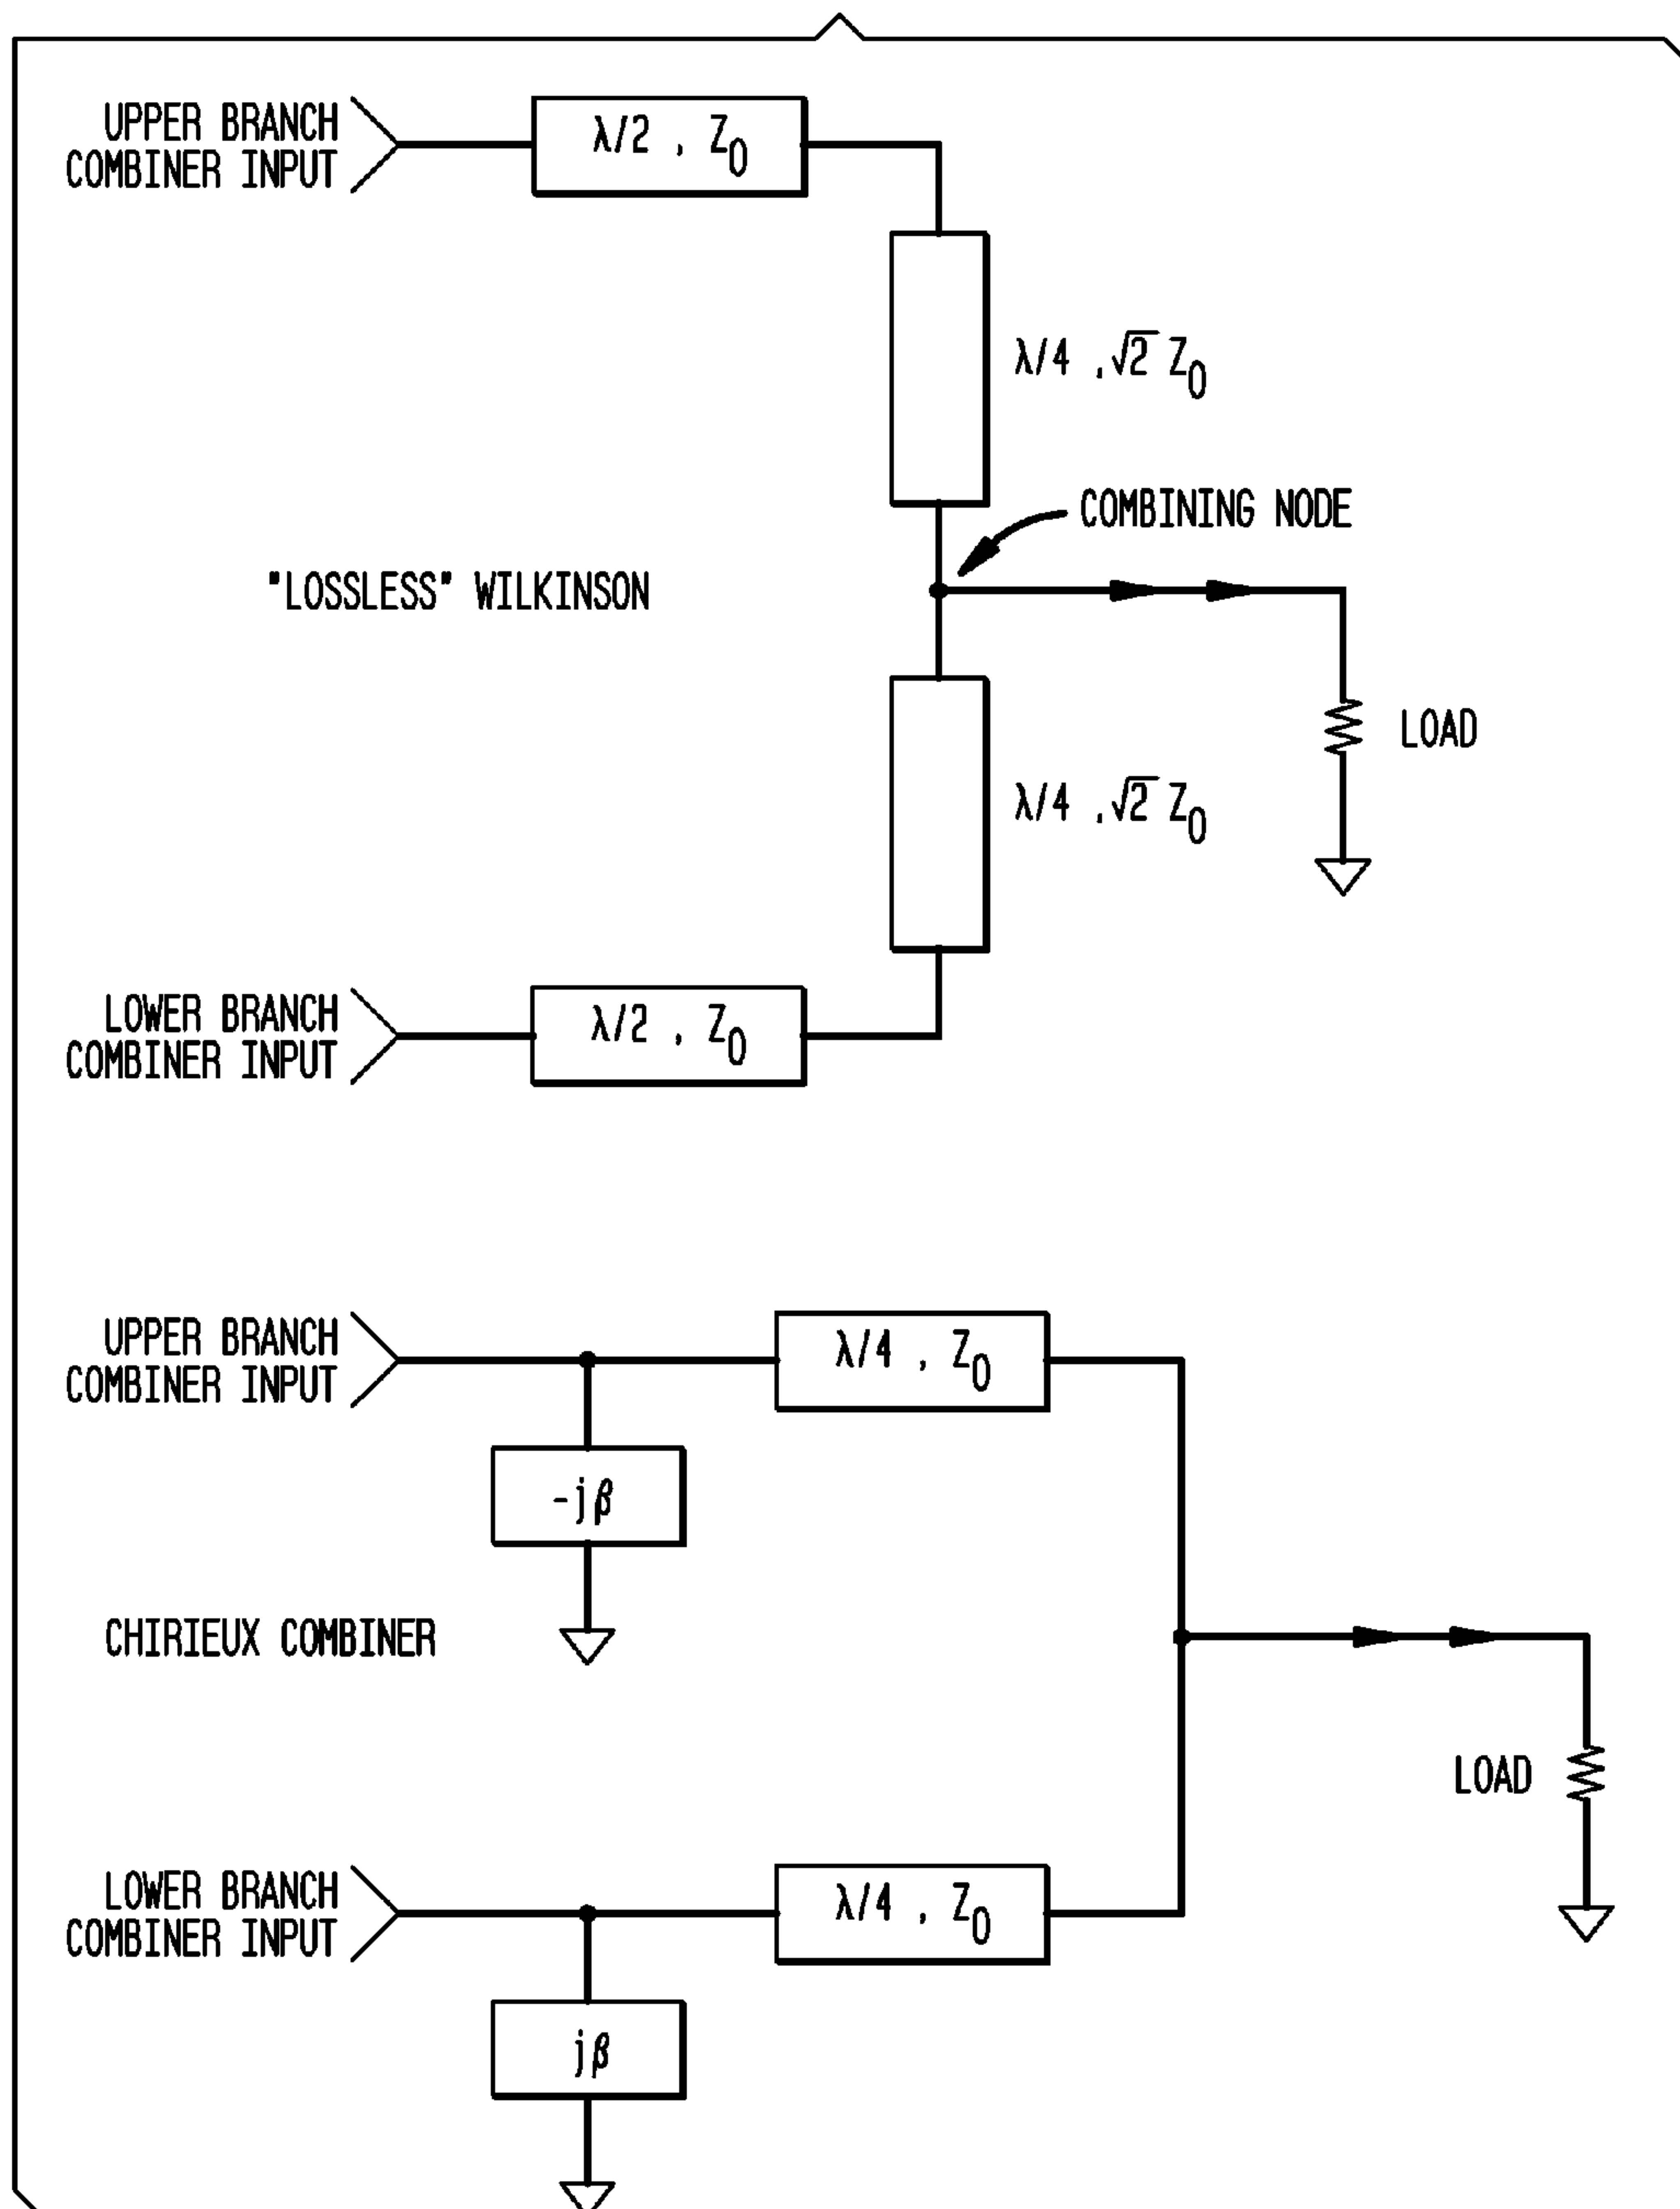 UPPER BRANCH
COMBINER INPUT
λ/2 , Z0
λ/4 ,√2 Z0
COMBINING NODE
"LOSSLESS" WILKINSON
LOAD
λ/4 ,√2 Z0
LOWER BRANCH
COMBINER INPUT
λ/2 , Z0
UPPER BRANCH
COMBINER INPUT
λ/4 , Z0
-jβ
CHIRIEUX COMBINER
LOAD
LOWER BRANCH
COMBINER INPUT
λ/4 , Z0
jβ